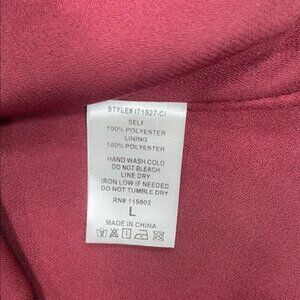 STYLE# IT1527-CI
SELF
100% POLYESTER
LINING
100% POLYESTER
HAND WASH COLD
DO NOT BLEACH
LINE DRY
IRON LOW IF NEEDED
DO NOT TUMBLE DRY
RN# 115602
L
MADE IN CHINA